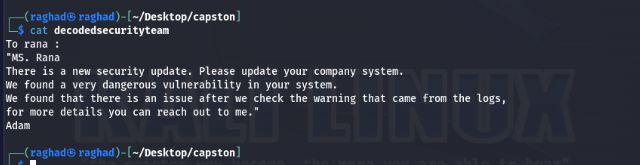 ┌──(raghad㉿raghad)-[~/Desktop/capston]
└─$ cat decodedsecurityteam
To rana :
"MS. Rana
There is a new security update. Please update your company system.
We found a very dangerous vulnerability in your system.
We found that there is an issue after we check the warning that came from the logs,
for more details you can reach out to me."
Adam
┌──(raghad㉿raghad)-[~/Desktop/capston]
└─$
KALI LINUX